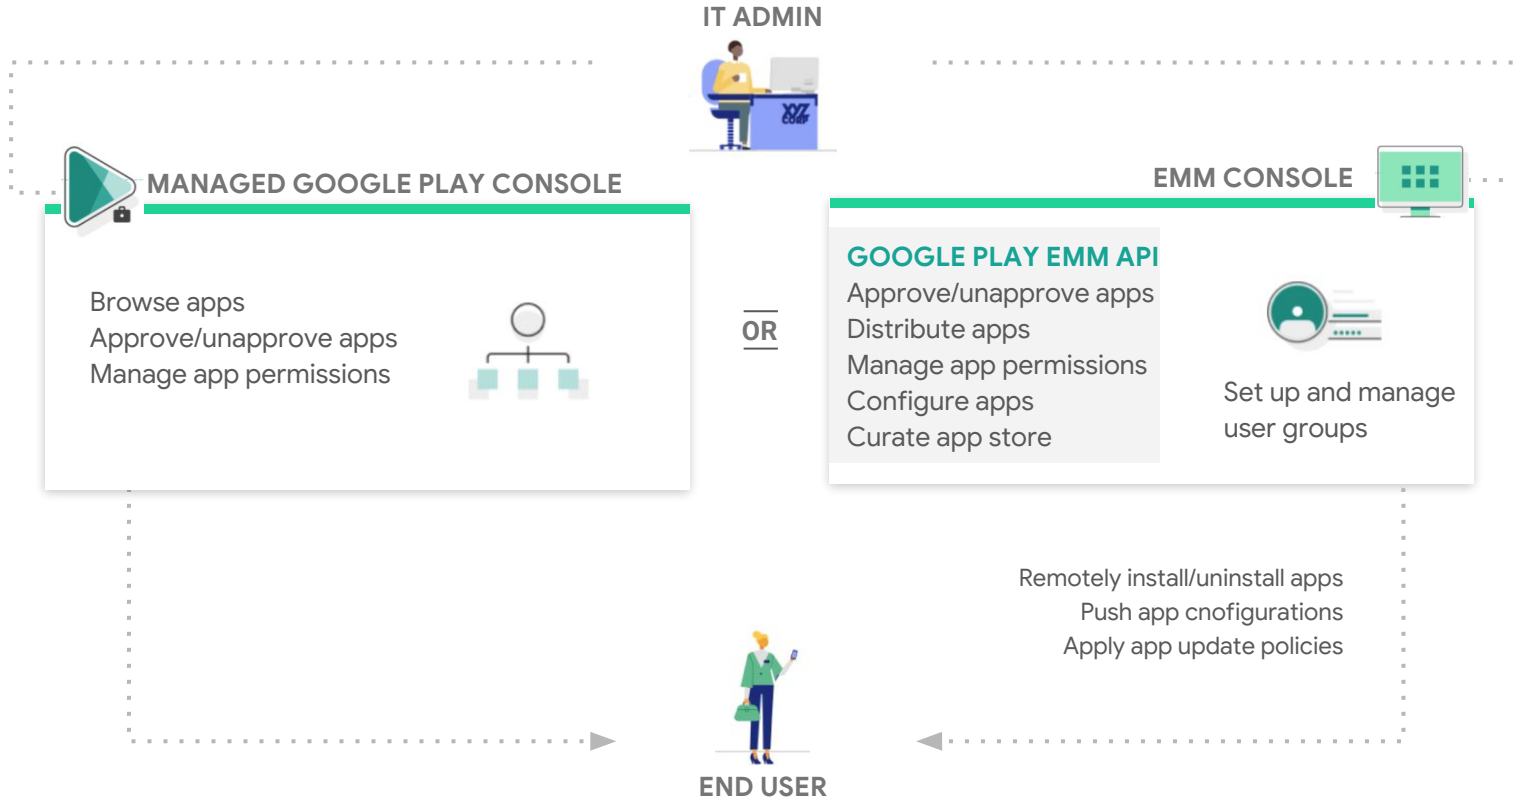 IT ADMIN
XYZ
CORP
MANAGED GOOGLE PLAY CONSOLE
Browse apps
Approve/unapprove apps
Manage app permissions
OR
EMM CONSOLE
GOOGLE PLAY EMM API
Approve/unapprove apps
Distribute apps
Manage app permissions
Configure apps
Curate app store
Set up and manage
user groups
Remotely install/uninstall apps
Push app cnofigurations
Apply app update policies
END USER